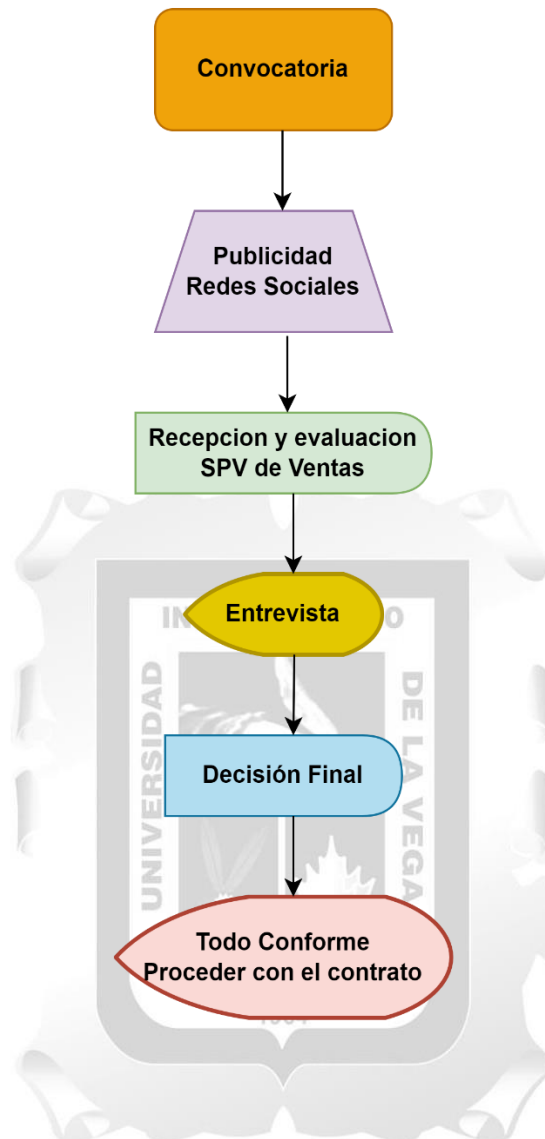 Convocatoria
Publicidad
Redes Sociales
Recepcion y evaluacion
SPV de Ventas
Entrevista
Decisión Final
Todo Conforme
Proceder con el contrato
UNIVERSIDAD
DE LA VEGA